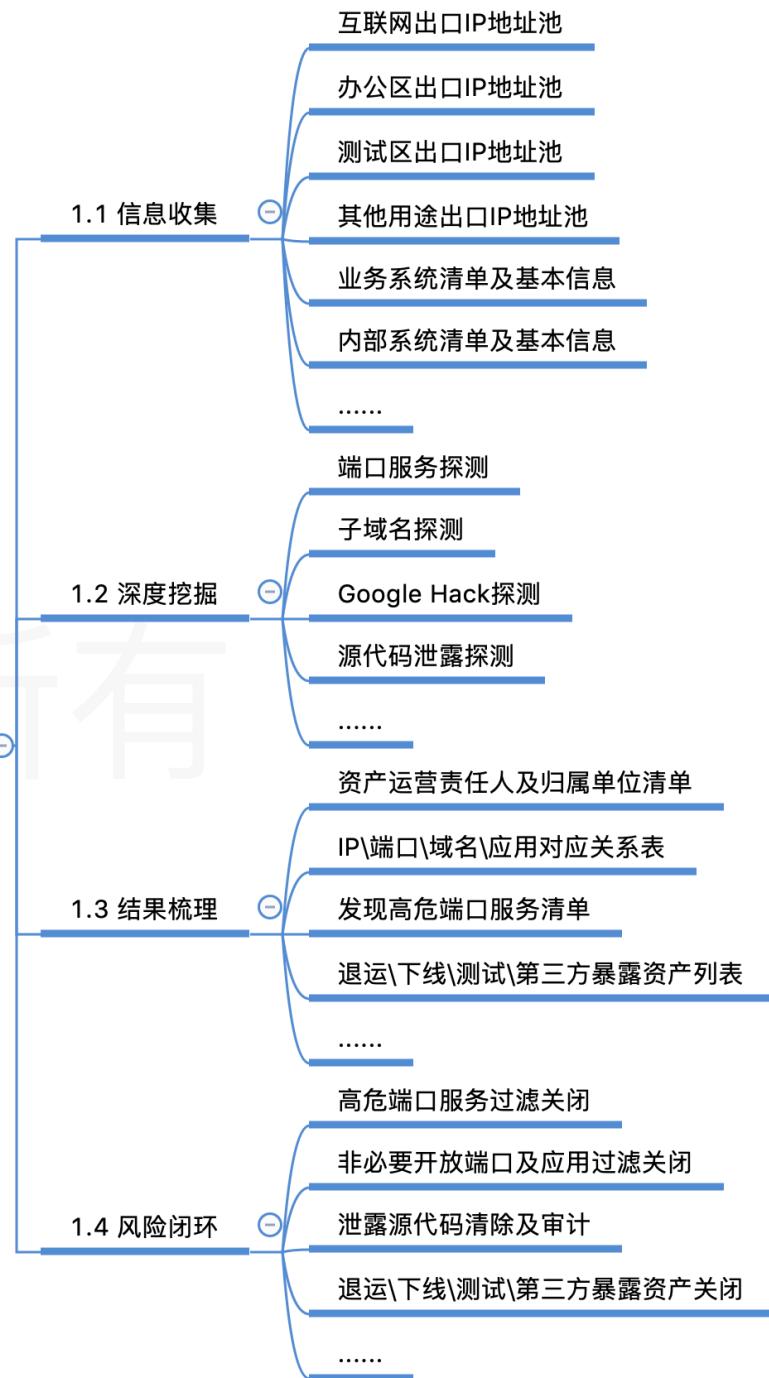 互联网出口IP地址池
办公区出口IP地址池
测试区出口IP地址池
1.1 信息收集
其他用途出口IP地址池
业务系统清单及基本信息
内部系统清单及基本信息
......
端口服务探测
子域名探测
1.2 深度挖掘
Google Hack探测
源代码泄露探测
......
资产运营责任人及归属单位清单
IP\端口\域名\应用对应关系表
1.3 结果梳理
发现高危端口服务清单
退运\下线\测试\第三方暴露资产列表
......
高危端口服务过滤关闭
非必要开放端口及应用过滤关闭
1.4 风险闭环
泄露源代码清除及审计
退运\下线\测试\第三方暴露资产关闭
......
所有